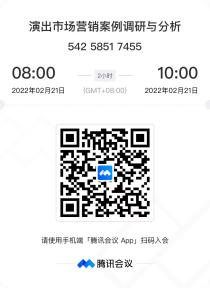 演出市场营销案例调研与分析
542 5851 7455
08:00 2小时 10:00
2022年02月21日 (GMT+08:00) 2022年02月21日
请使用手机端「腾讯会议 App」扫码入会
腾讯会议